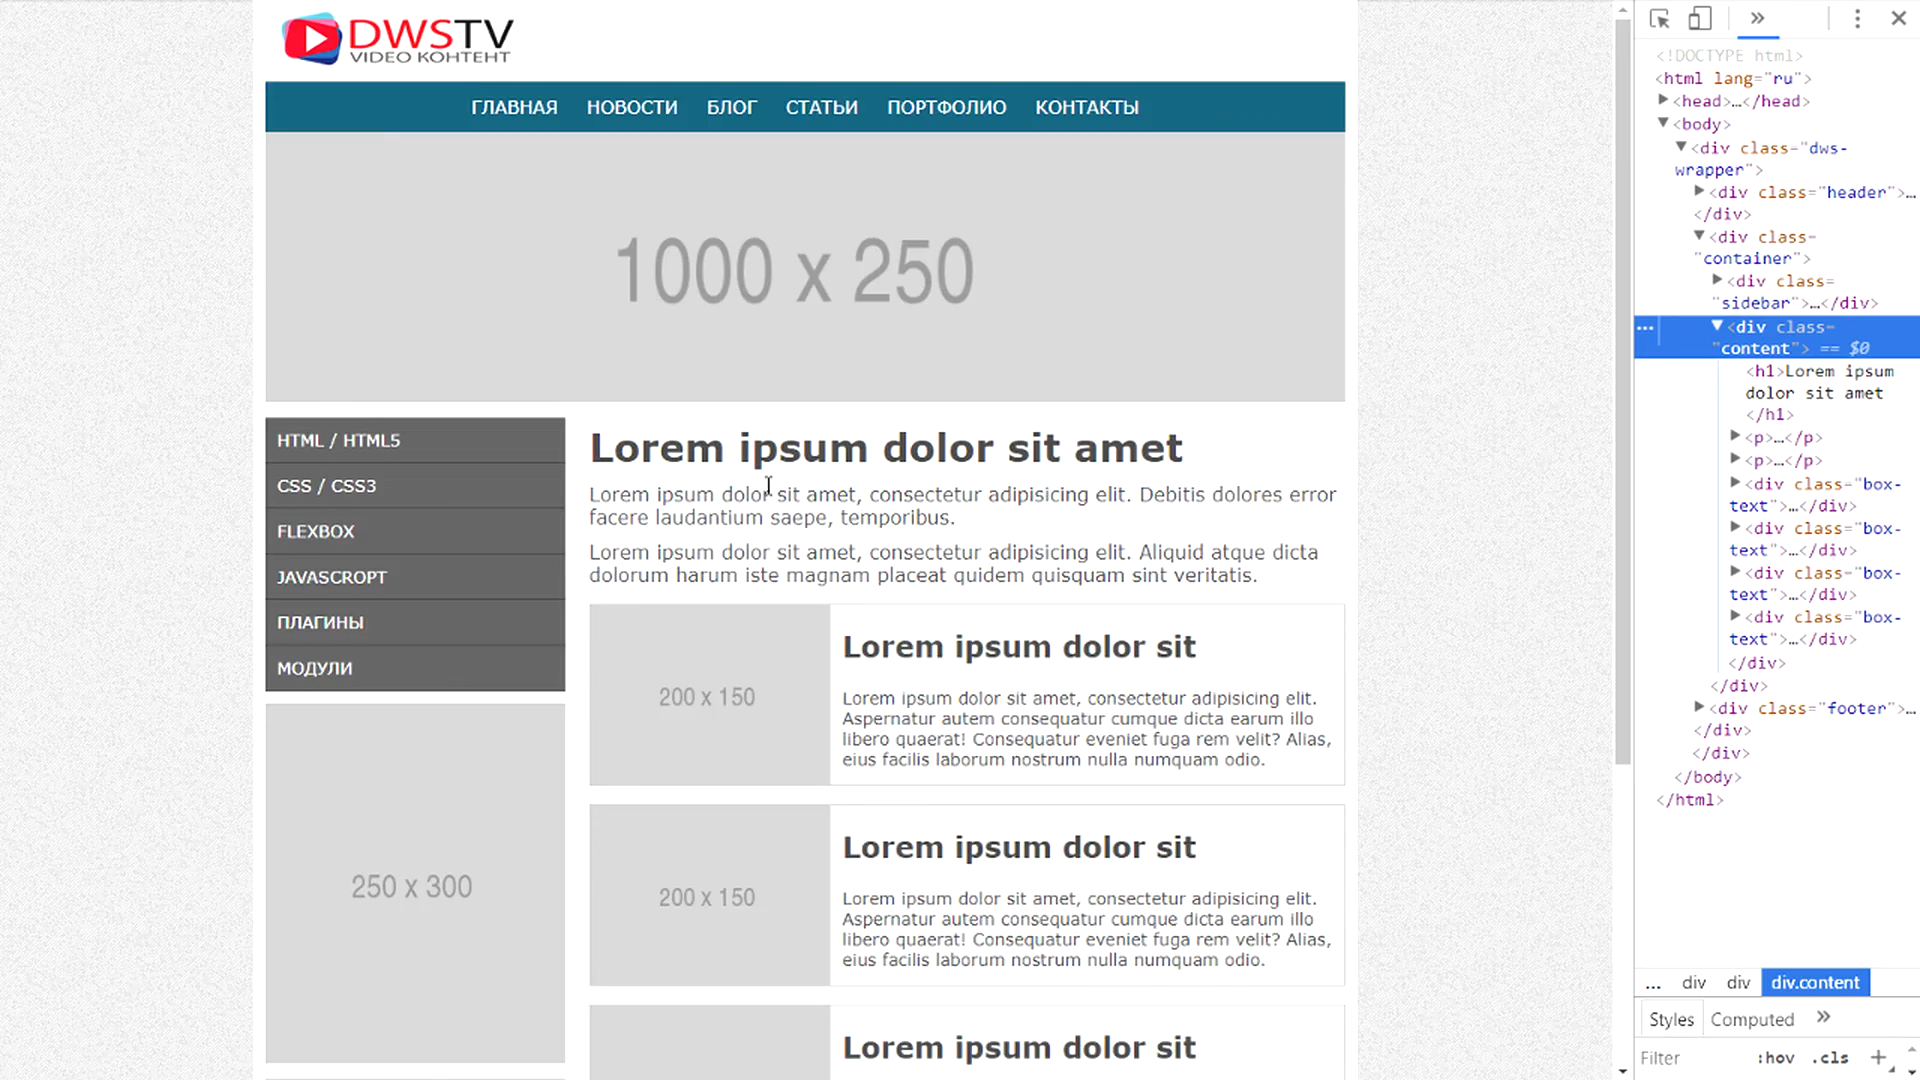 DWSTV
VIDEO КОНТЕНТ
ГЛАВНАЯ НОВОСТИ БЛОГ СТАТЬИ ПОРТФОЛИО КОНТАКТЫ
1000 x 250
HTML / HTML5
CSS / CSS3
FLEXBOX
JAVASCROPT
ПЛАГИНЫ
МОДУЛИ
250 x 300
Lorem ipsum dolor sit amet
Lorem ipsum dolor sit amet, consectetur adipisicing elit. Debitis dolores error
facere laudantium saepe, temporibus.
Lorem ipsum dolor sit amet, consectetur adipisicing elit. Aliquid atque dicta
dolorum harum iste magnam placeat quidem quisquam sint veritatis.
200 x 150
Lorem ipsum dolor sit
Lorem ipsum dolor sit amet, consectetur adipisicing elit.
Aspernatur autem consequatur cumque dicta earum illo
libero quaerat! Consequatur eveniet fuga rem velit? Alias,
eius facilis laborum nostrum nulla numquam odio.
200 x 150
Lorem ipsum dolor sit
Lorem ipsum dolor sit amet, consectetur adipisicing elit.
Aspernatur autem consequatur cumque dicta earum illo
libero quaerat! Consequatur eveniet fuga rem velit? Alias,
eius facilis laborum nostrum nulla numquam odio.
Lorem ipsum dolor sit
<!DOCTYPE html>
<html lang="ru">
<head>…</head>
<body>
<div class="dws-
wrapper">
<div class="header">…
</div>
<div class=
"container">
<div class=
"sidebar">…</div>
<div class=
"content"> == $0
<h1>Lorem ipsum
dolor sit amet
</h1>
<p>…</p>
<p>…</p>
<div class="box-
text">…</div>
<div class="box-
text">…</div>
<div class="box-
text">…</div>
<div class="box-
text">…</div>
</div>
</div>
<div class="footer">…
</div>
</div>
</body>
</html>
... div div div.content
Styles Computed »
Filter :hov .cls +